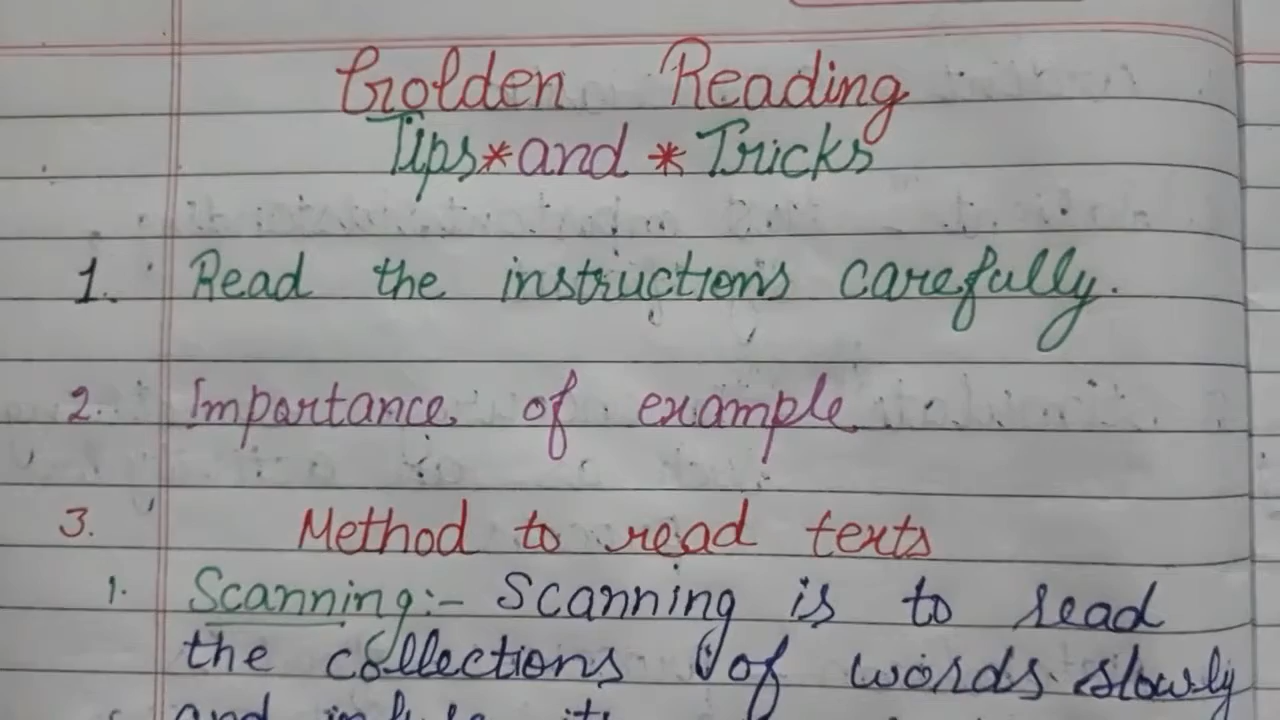 Golden Reading
Tips * and * Tricks
1. Read the instructions carefully.
2. Importance of example
3. Method to read texts
1. Scanning:- Scanning is to read
the collections of words slowly
and